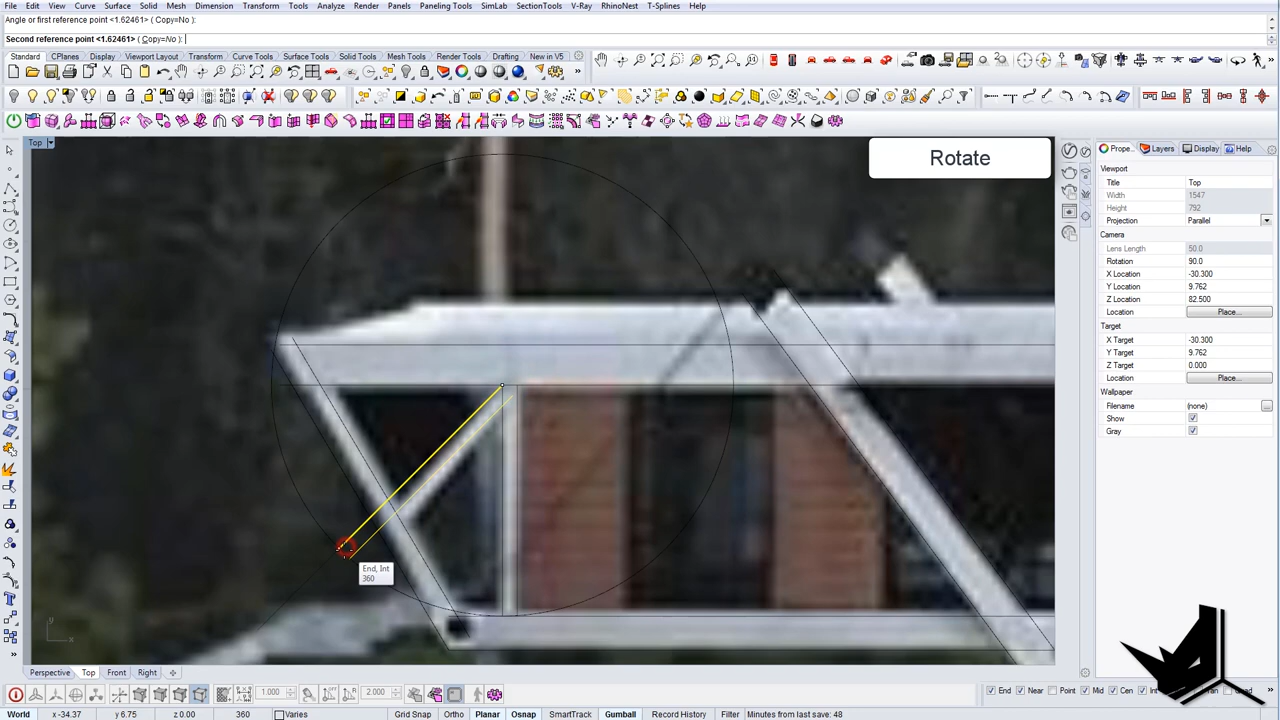 File Edit View Curve Surface Solid Mesh Dimension Transform Tools Analyze Render Panels Paneling Tools SimLab SectionTools V-Ray RhinoNest T-Splines Help
Angle or first reference point <1.62461> ( Copy=No ):
Second reference point <1.62461> ( Copy=No ):
Standard CPlanes Display Viewport Layout Transform Curve Tools Surface Tools Solid Tools Mesh Tools Render Tools Drafting New in V5
Top
Rotate
End, Int
360
y
x
Prope... Layers Display Help
Viewport
Title Top
Width 1547
Height 792
Projection Parallel
Camera
Lens Length 50.0
Rotation 90.0
X Location -30.300
Y Location 9.762
Z Location 82.500
Location Place...
Target
X Target -30.300
Y Target 9.762
Z Target 0.000
Location Place...
Wallpaper
Filename (none)
Show
Gray
Perspective Top Front Right
1.000 2.000
End Near Point Mid Cen
World x -34.37 y 6.75 z 0.00 360 Varies Grid Snap Ortho Planar Osnap SmartTrack Gumball Record History Filter Minutes from last save: 48